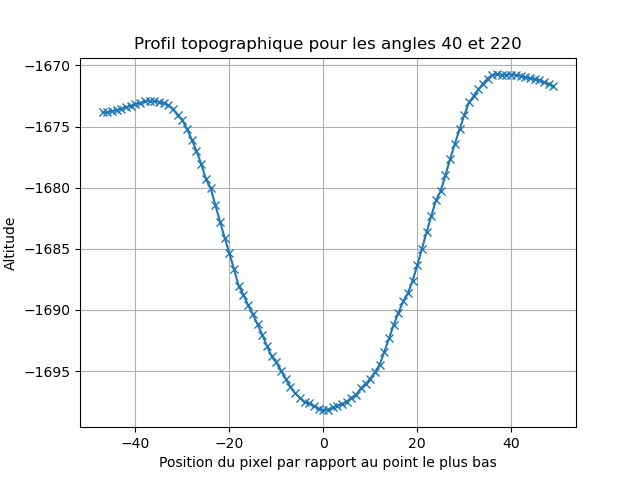 Profil topographique pour les angles 40 et 220
Altitude
−1670
−1675
−1680
−1685
−1690
−1695
−40 −20 0 20 40
Position du pixel par rapport au point le plus bas